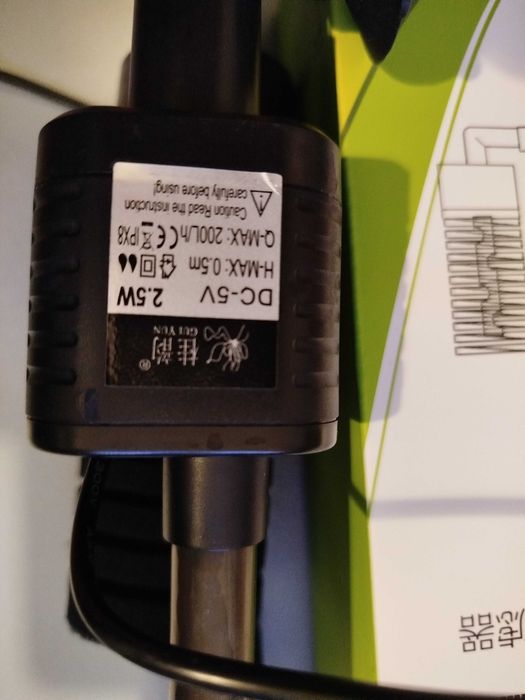 桂韵®
GUI YUN
DC-5V 2.5W
H-MAX: 0.5m
Q-MAX: 200L/h CE IPX8
Caution Read the instruction
carefully before using!